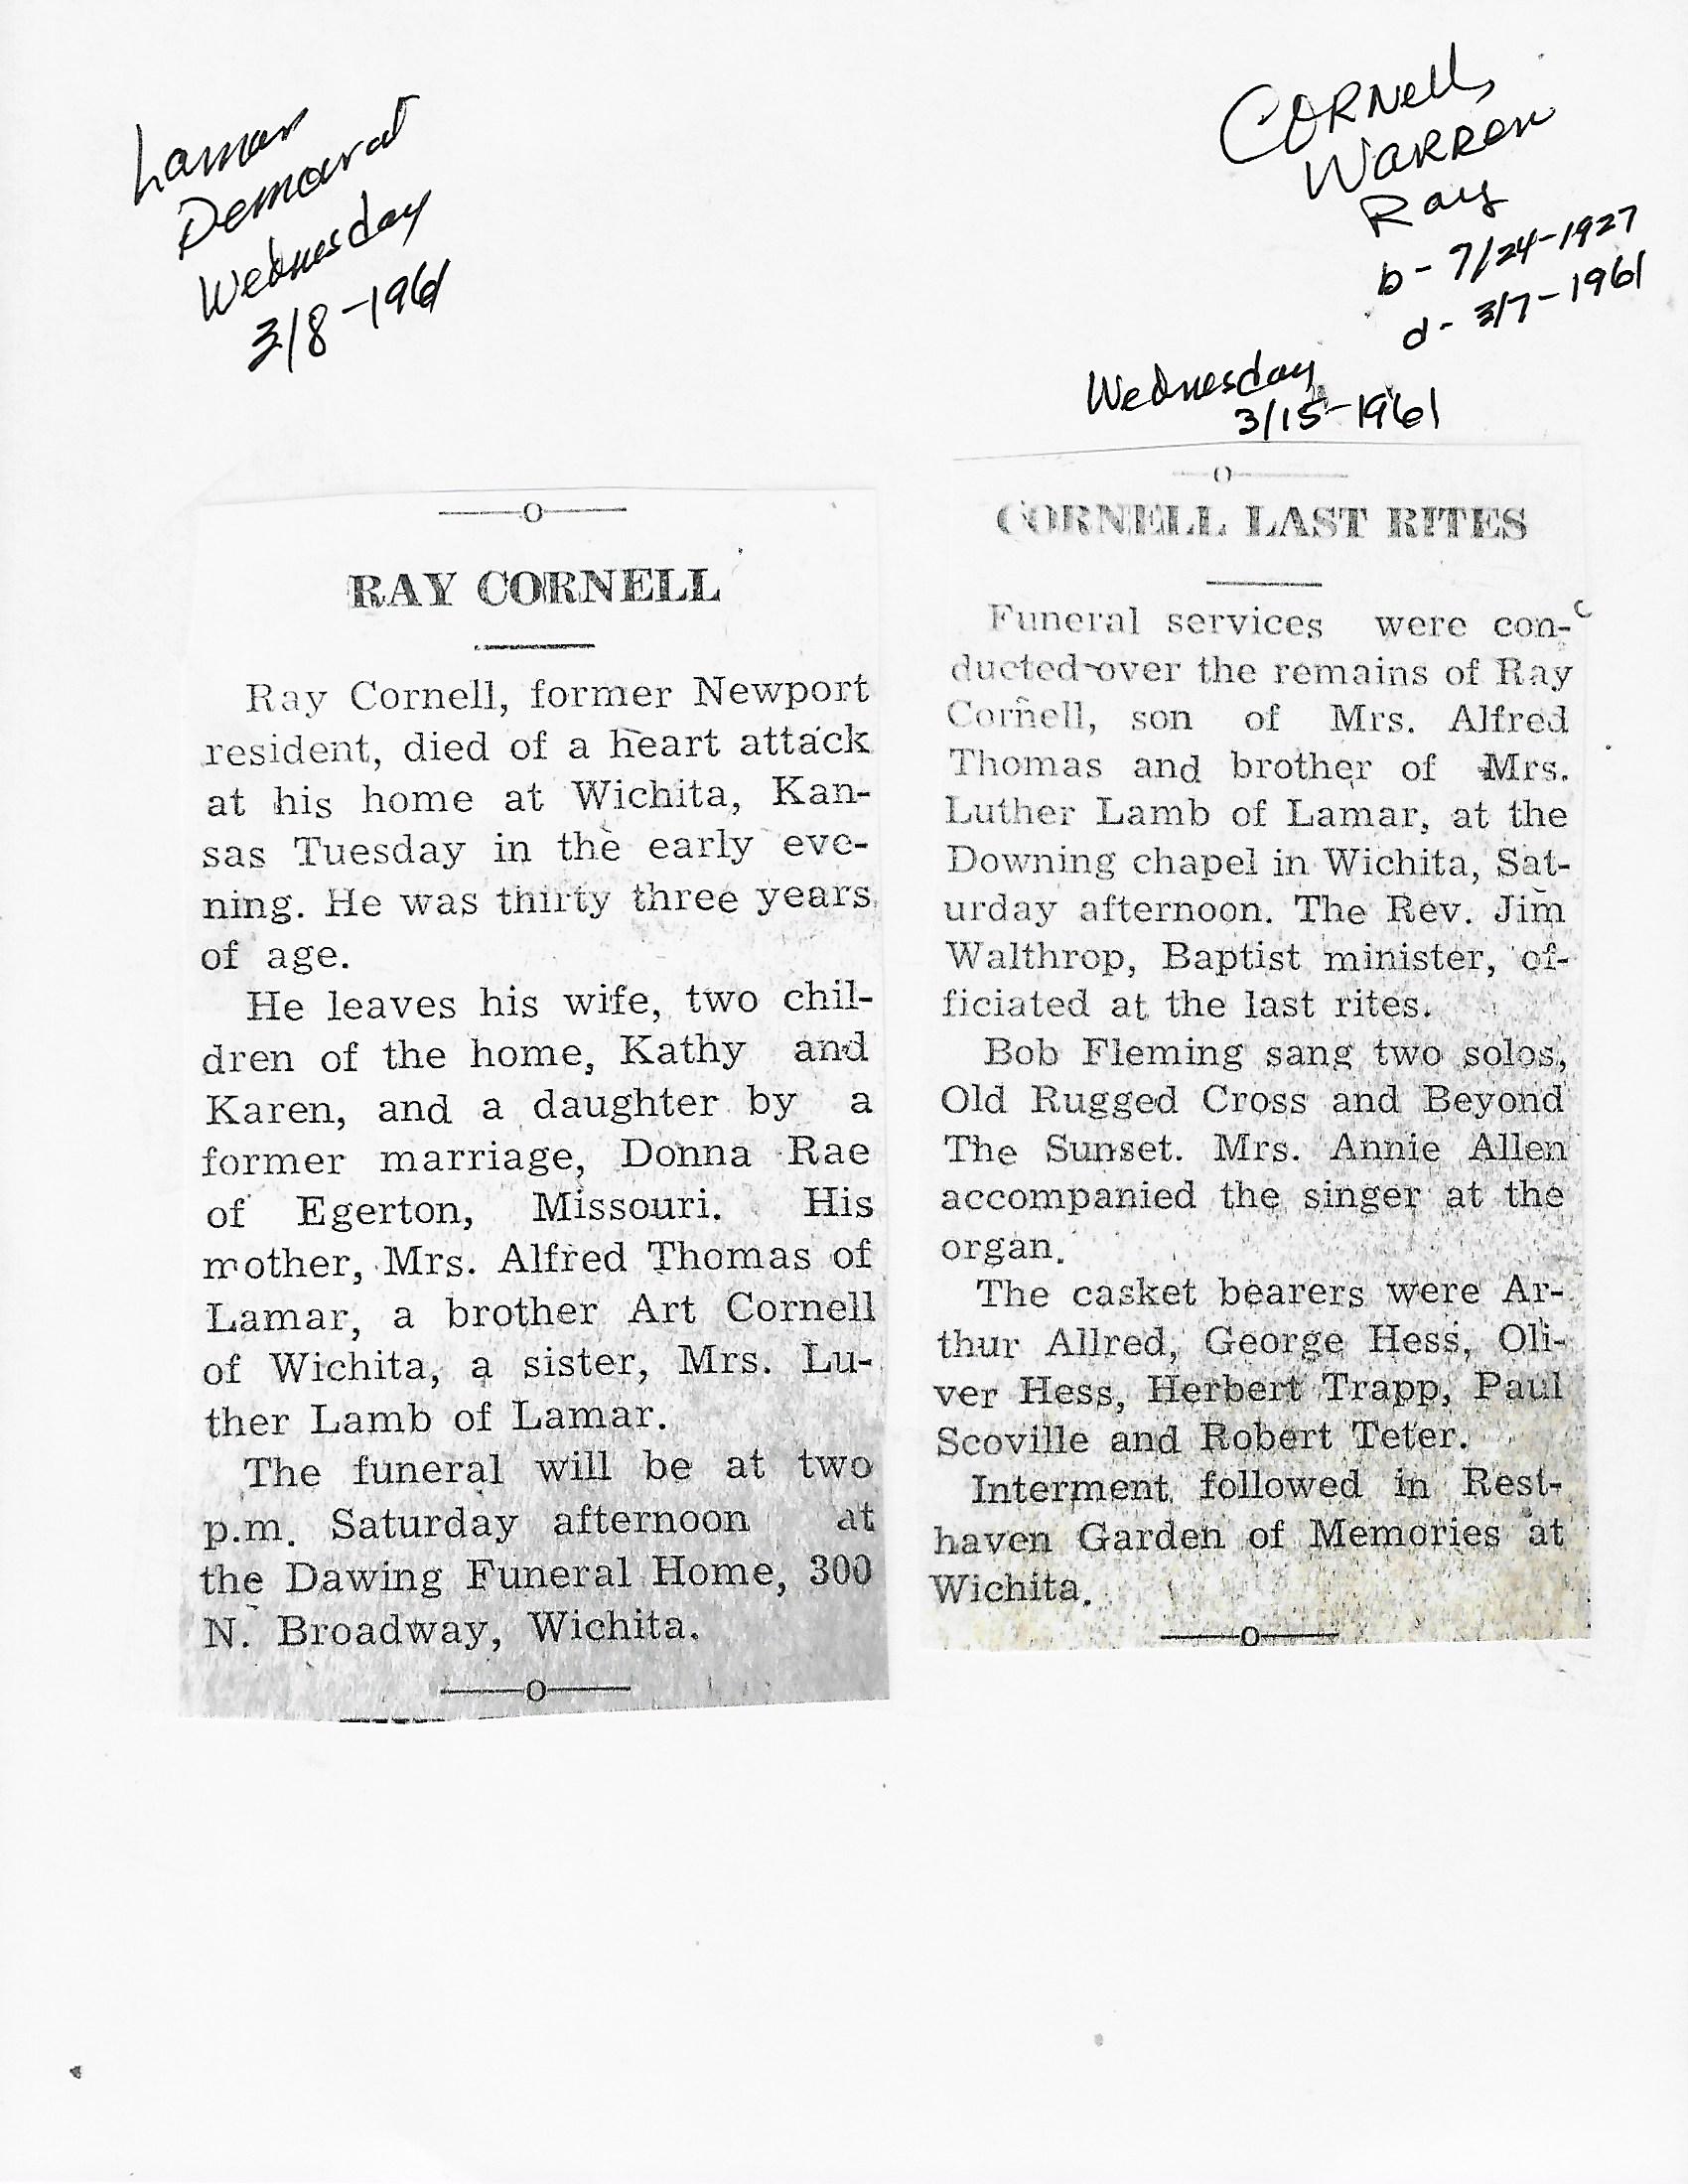 Lamar
Democrat
Wednesday
3/8-1961
CORNell,
WARREN
Ray
b- 7/24-1927
d- 3/7-1961
Wednesday
3/15-1961
RAY CORNELL
Ray Cornell, former Newport
resident, died of a heart attack
at his home at Wichita, Kan-
sas Tuesday in the early eve-
ning. He was thirty three years
of age.
He leaves his wife, two chil-
dren of the home, Kathy and
Karen, and a daughter by a
former marriage, Donna Rae
of Egerton, Missouri. His
mother, Mrs. Alfred Thomas of
Lamar, a brother Art Cornell
of Wichita, a sister, Mrs. Lu-
ther Lamb of Lamar.
The funeral will be at two
p.m. Saturday afternoon at
the Dawing Funeral Home, 300
N. Broadway, Wichita.
CORNELL LAST RITES
Funeral services were con-
ducted over the remains of Ray
Cornell, son of Mrs. Alfred
Thomas and brother of Mrs.
Luther Lamb of Lamar, at the
Downing chapel in Wichita, Sat-
urday afternoon. The Rev. Jim
Walthrop, Baptist minister, of-
ficiated at the last rites.
Bob Fleming sang two solos,
Old Rugged Cross and Beyond
The Sunset. Mrs. Annie Allen
accompanied the singer at the
organ.
The casket bearers were Ar-
thur Allred, George Hess, Oli-
ver Hess, Herbert Trapp, Paul
Scoville and Robert Teter.
Interment followed in Rest-
haven Garden of Memories at
Wichita.